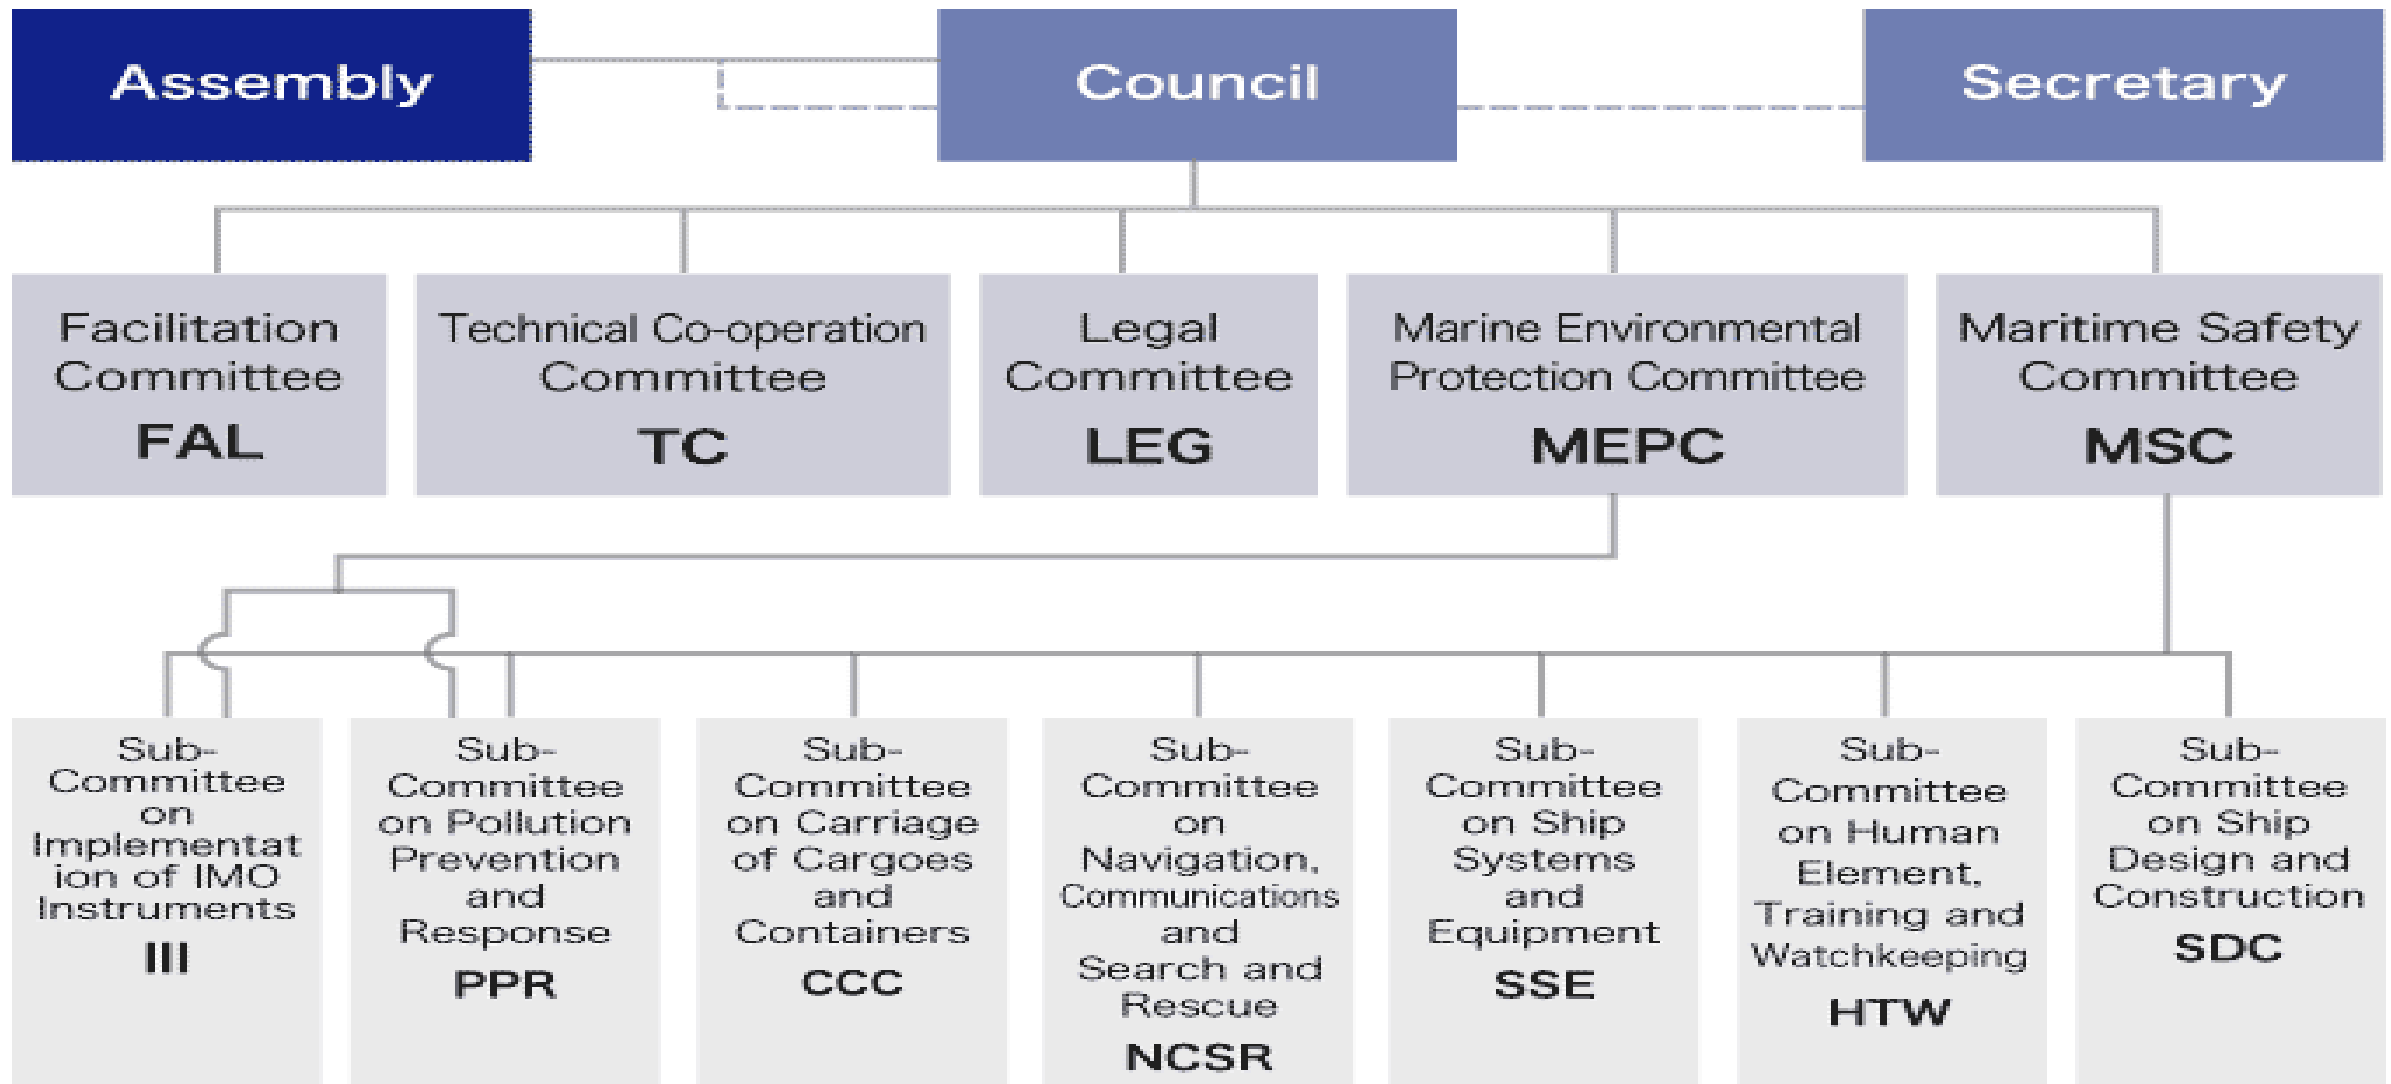 Assembly
Council
Secretary
Facilitation
Committee
FAL
Technical Co-operation
Committee
TC
Legal
Committee
LEG
Marine Environmental
Protection Committee
MEPC
Maritime Safety
Committee
MSC
Sub-
Committee
on
Implementat
ion of IMO
Instruments
III
Sub-
Committee
on Pollution
Prevention
and
Response
PPR
Sub-
Committee
on Carriage
of Cargoes
and
Containers
CCC
Sub-
Committee
on
Navigation,
Communications
and
Search and
Rescue
NCSR
Sub-
Committee
on Ship
Systems
and
Equipment
SSE
Sub-
Committee
on Human
Element,
Training and
Watchkeeping
HTW
Sub-
Committee
on Ship
Design and
Construction
SDC